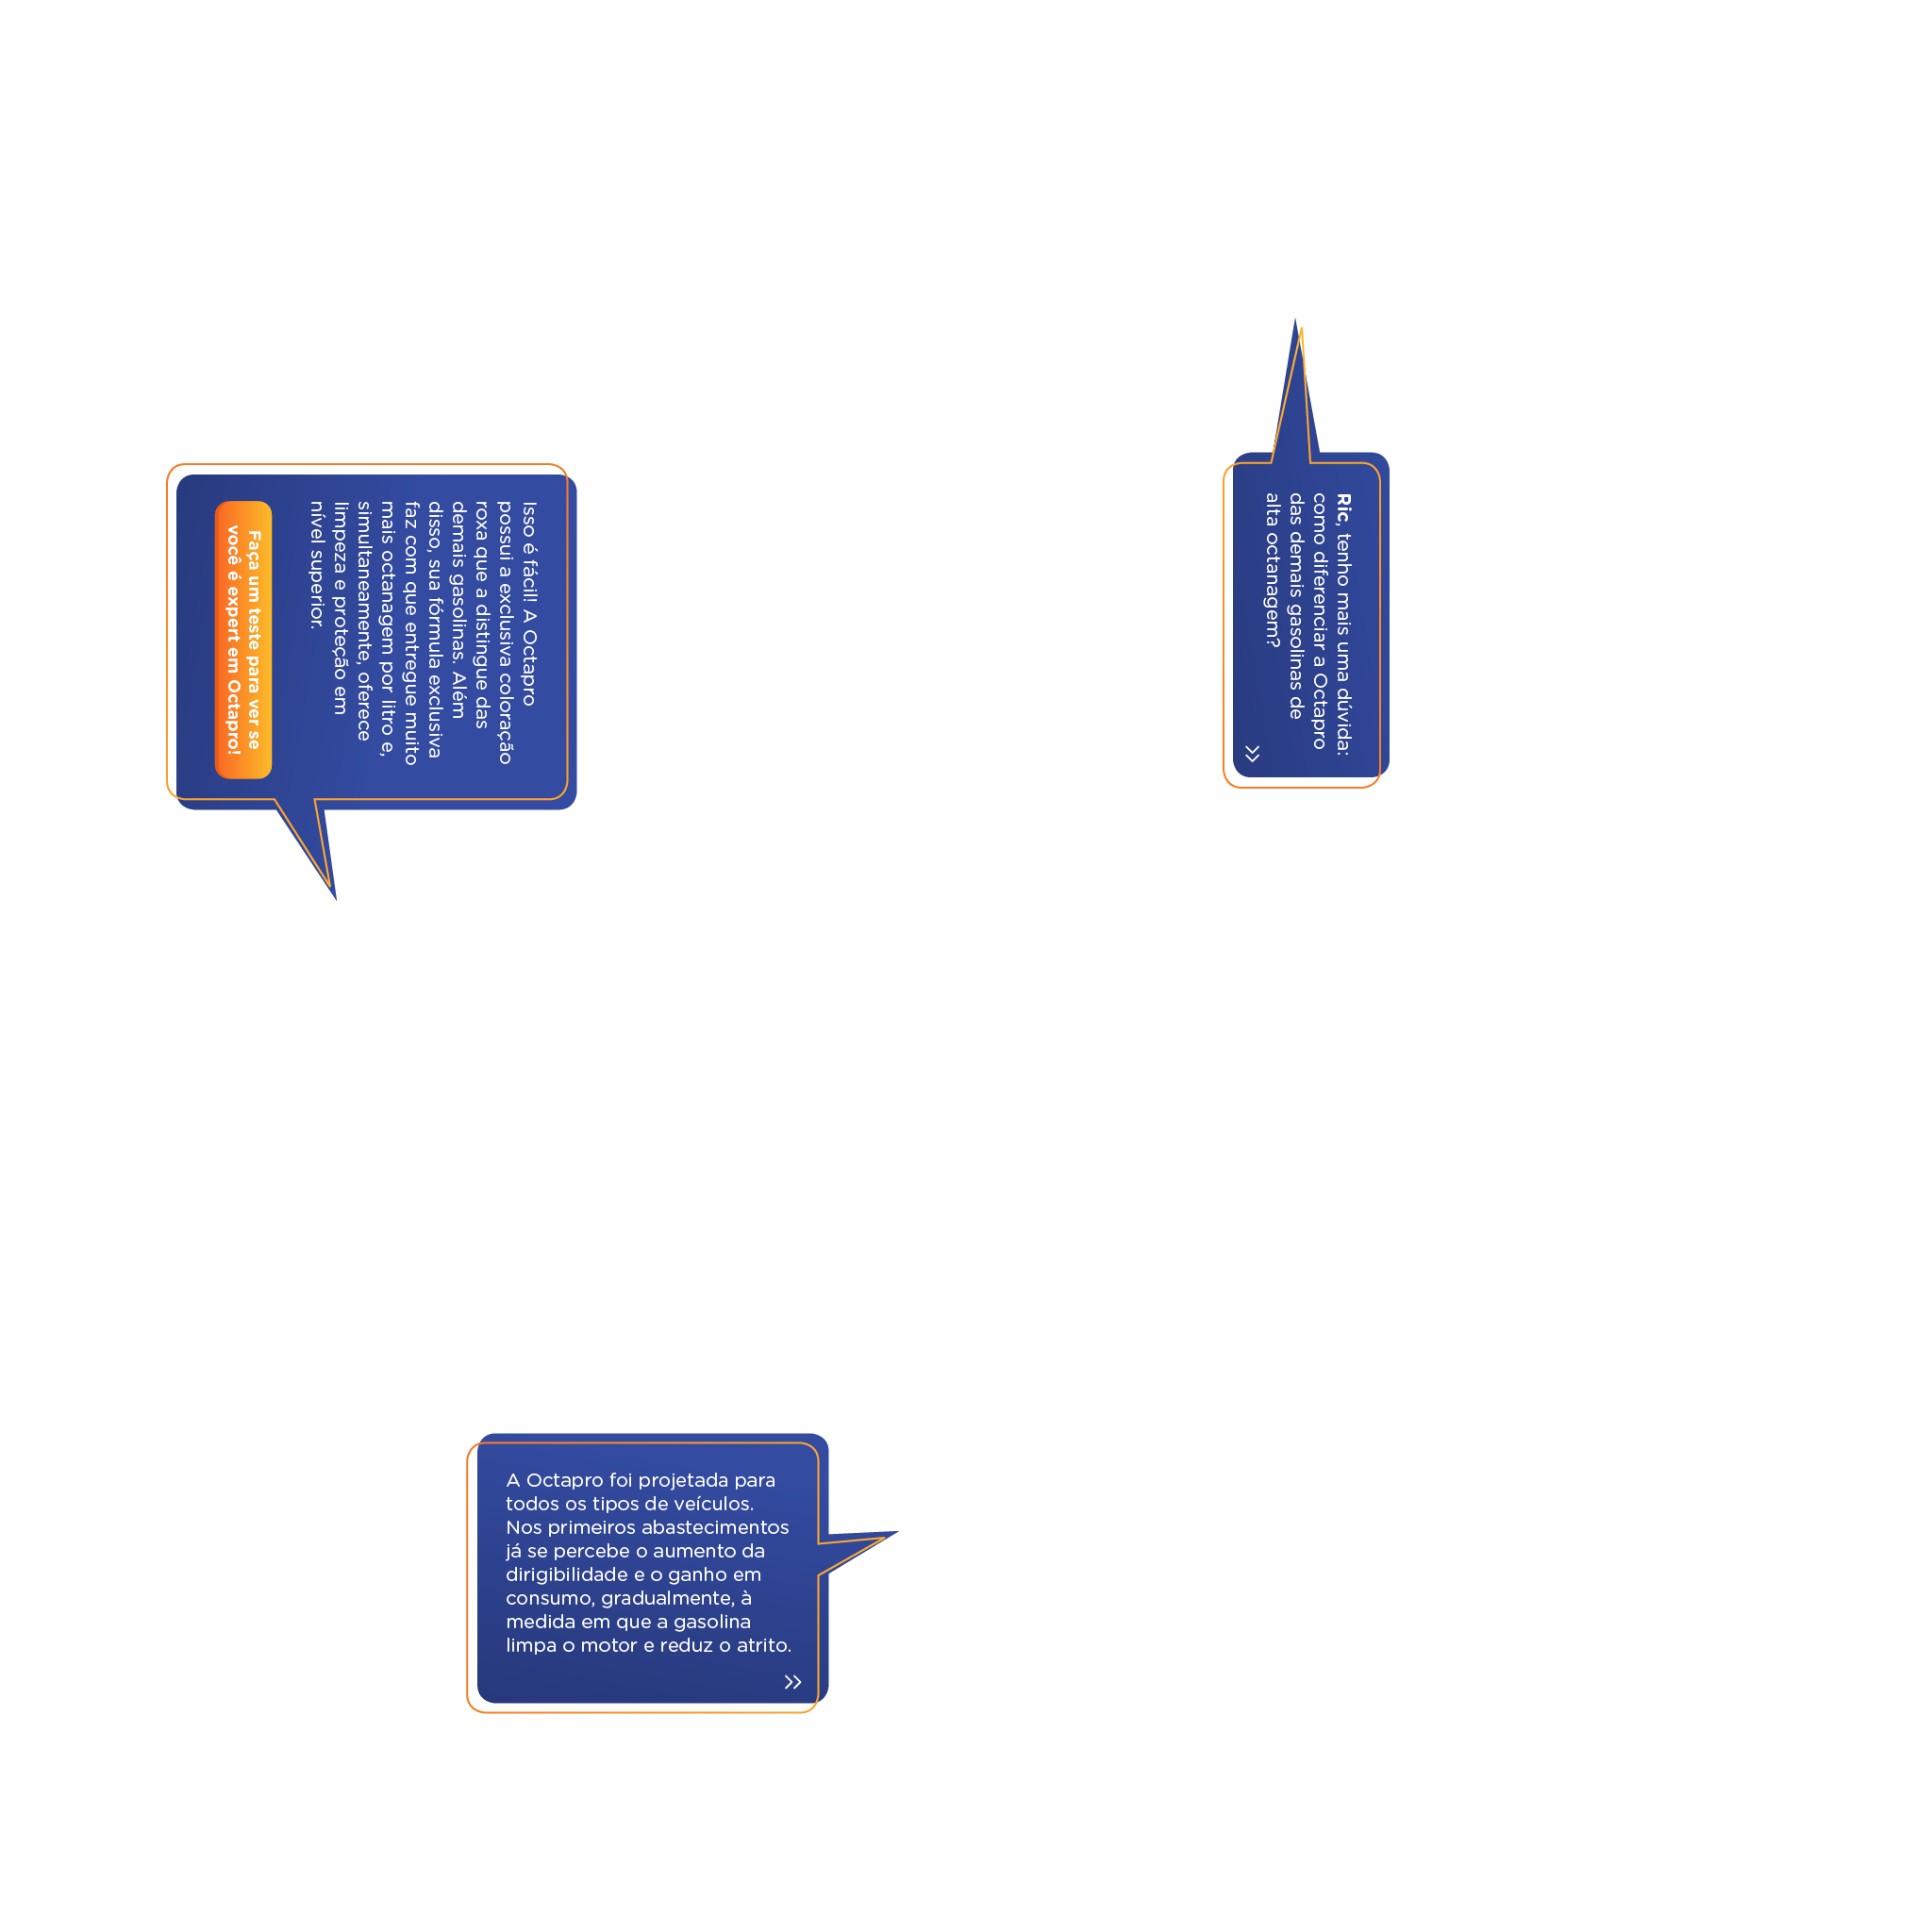 A Octapro foi projetada para
todos os tipos de veículos.
Nos primeiros abastecimentos
já se percebe o aumento da
dirigibilidade e o ganho em
consumo, gradualmente, à
medida em que a gasolina
limpa o motor e reduz o atrito.
Ric, tenho mais uma dúvida:
como diferenciar a Octapro
das demais gasolinas de
alta octanagem?
Isso é fácil! A Octapro
possui a exclusiva coloração
roxa que a distingue das
demais gasolinas. Além
disso, sua fórmula exclusiva
faz com que entregue muito
mais octanagem por litro e,
simultaneamente, oferece
limpeza e proteção em
nível superior.
Faça um teste para ver se
você é expert em Octapro!